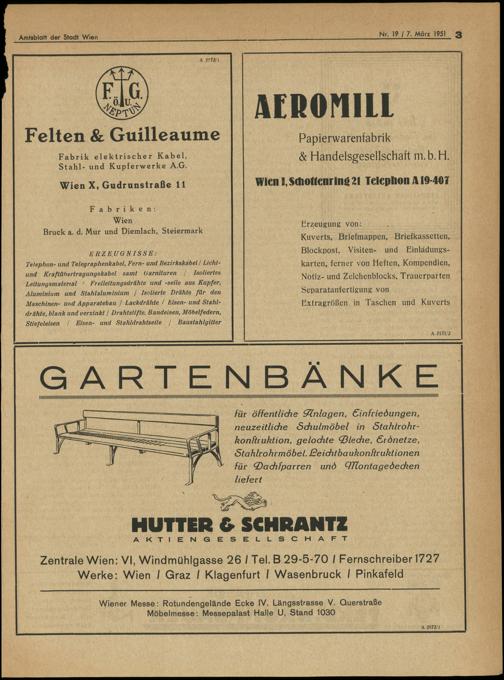 Amtsblatt der Stadt Wien
Nr. 19 / 7. März 1951 3
A 3172/1
F. G.
ö. U.
NEPTUN
Felten & Guilleaume
Fabrik elektrischer Kabel,
Stahl- und Kupferwerke A.G.
Wien X, Gudrunstraße 11
Fabriken:
Wien
Bruck a. d. Mur und Diemlach, Steiermark
ERZEUGNISSE:
Telephon- und Telegraphenkabel, Fern- und Bezirkskabel / Licht-
und Kraftübertragungskabel samt Garnituren / Isoliertes
Leitungsmaterial / Freileitungsdrähte und -seile aus Kupfer,
Aluminium und Stahlaluminium / Isolierte Drähte für den
Maschinen- und Apparatebau / Lackdrähte / Eisen- und Stahl-
drähte, blank und verzinkt / Drahtstifte, Bandeisen, Möbelfedern,
Stiefeleisen / Eisen- und Stahldrahtseile / Baustahlgitter
AEROMILL
Papierwarenfabrik
& Handelsgesellschaft m. b. H.
Wien I, Schottenring 21 Telephon A 19-407
Erzeugung von:
Kuverts, Briefmappen, Briefkassetten,
Blockpost, Visiten- und Einladungs-
karten, ferner von Heften, Kompendien,
Notiz- und Zeichenblocks, Trauerparten
Separatanfertigung von
Extragrößen in Taschen und Kuverts
A 3135/2
GARTENBÄNKE
für öffentliche Anlagen, Einfriedungen,
neuzeitliche Schulmöbel in Stahlrohr-
konstruktion, gelochte Bleche, Erdnetze,
Stahlrohrmöbel. Leichtbaukonstruktionen
für Dachsparren und Montagedecken
liefert
HUTTER & SCHRANTZ
AKTIENGESELLSCHAFT
Zentrale Wien: VI, Windmühlgasse 26 / Tel. B 29-5-70 / Fernschreiber 1727
Werke: Wien / Graz / Klagenfurt / Wasenbruck / Pinkafeld
Wiener Messe: Rotundengelände Ecke IV. Längsstrasse V. Querstraße
Möbelmesse: Messepalast Halle U, Stand 1030